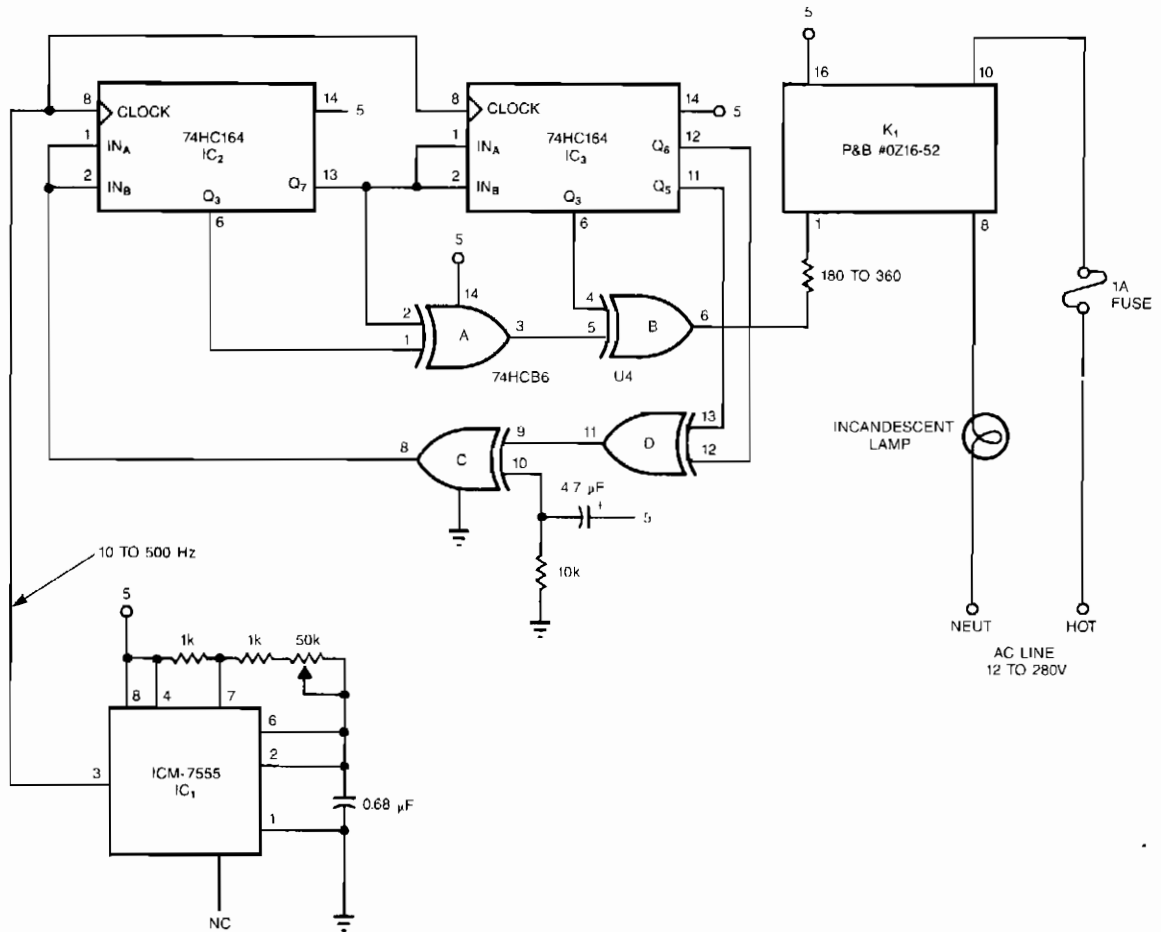 5
16
10
8
CLOCK
14
5
1
INA
74HC164
IC2
2
INB
Q3
Q7
13
6
8
CLOCK
14
5
1
INA
74HC164
IC3
Q6
12
2
INB
Q5
11
Q3
6
K1
P&B #0Z16-52
1
8
180 TO 360
1A
FUSE
5
14
2
1
A
3
74HCB6
4
5
B
6
U4
INCANDESCENT
LAMP
8
C
9
10
11
D
13
12
4.7 µF
+
5
10k
10 TO 500 Hz
NEUT
HOT
AC LINE
12 TO 280V
5
1k
1k
50k
8
4
7
6
2
3
ICM-7555
IC1
1
0.68 µF
NC